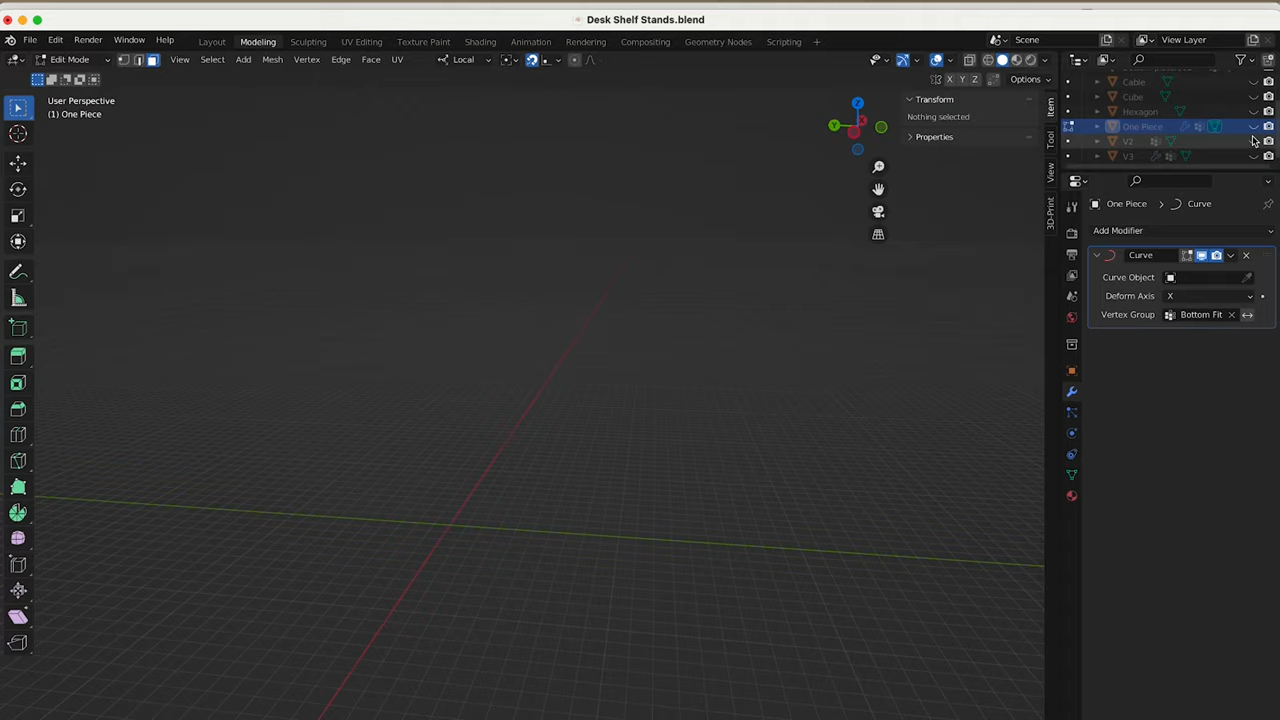 Desk Shelf Stands.blend
File Edit Render Window Help Layout Modeling Sculpting UV Editing Texture Paint Shading Animation Rendering Compositing Geometry Nodes Scripting + Scene View Layer
Edit Mode View Select Add Mesh Vertex Edge Face UV Local
X Y Z Options
User Perspective
(1) One Piece
Z
Y
Transform
Nothing selected
Properties
Item
Tool
View
3D-Print
Cable
Cube
Hexagon
One Piece
V2
V3
One Piece > Curve
Add Modifier
Curve
Curve Object
Deform Axis X
Vertex Group Bottom Fit